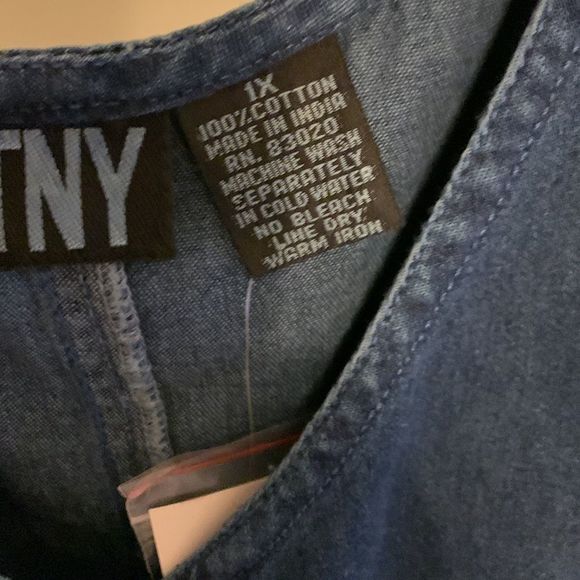 TNY
1X
100% COTTON
MADE IN INDIA
RN. 83020
MACHINE WASH
SEPARATELY
IN COLD WATER
NO BLEACH
LINE DRY
WARM IRON